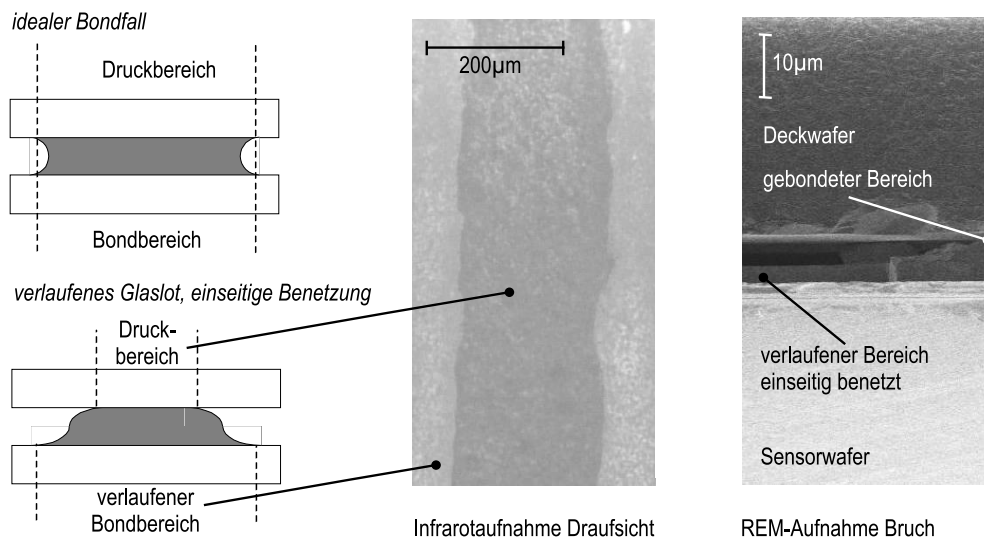 idealer Bondfall
Druckbereich
Bondbereich
verlaufenes Glaslot, einseitige Benetzung
Druck-
bereich
verlaufener
Bondbereich
200µm
Infrarotaufnahme Draufsicht
10µm
Deckwafer
gebondeter Bereich
verlaufener Bereich
einseitig benetzt
Sensorwafer
REM-Aufnahme Bruch